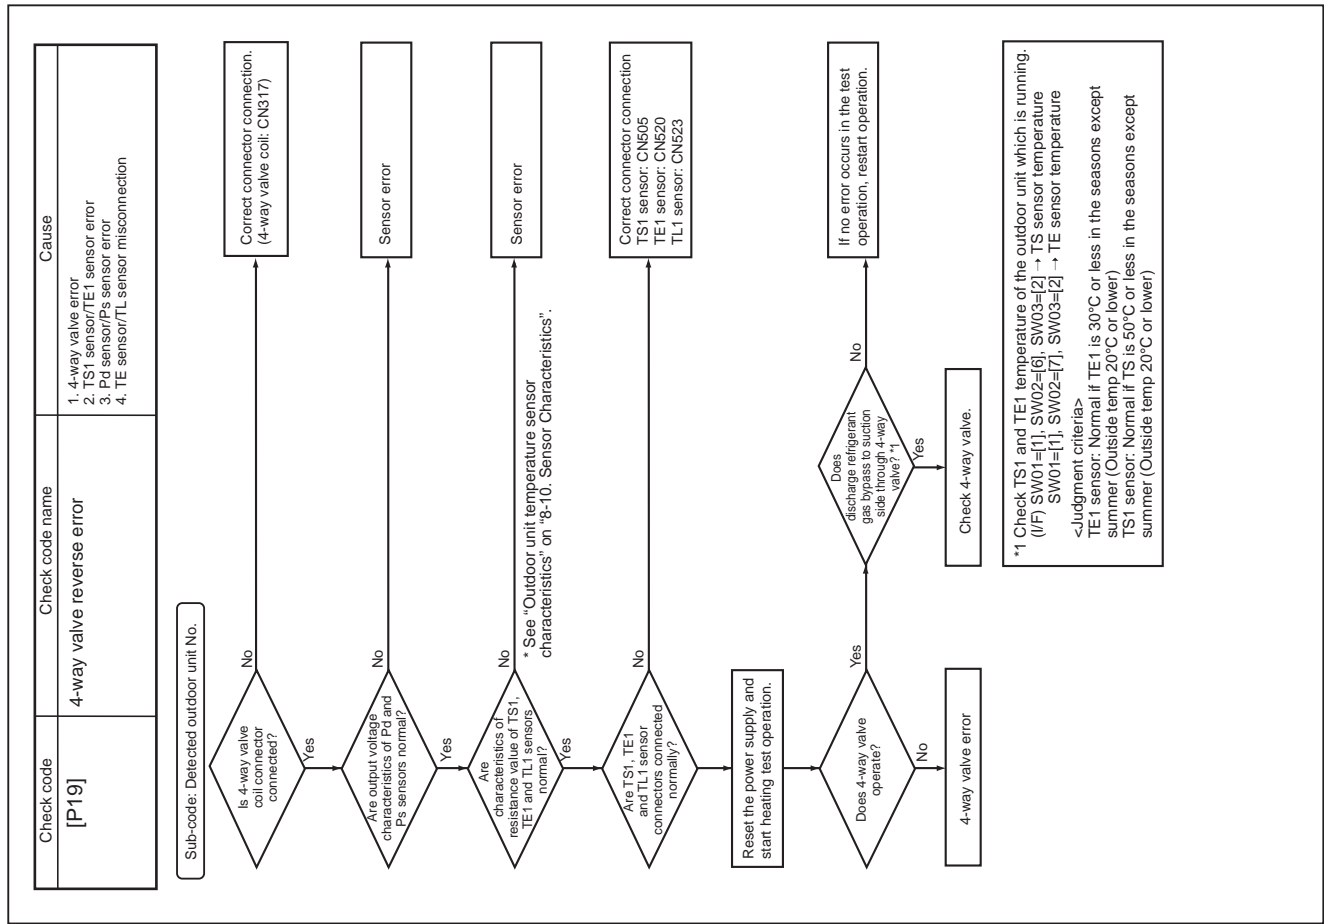 Check code
Check code name
Cause
[P19]
4-way valve reverse error
1. 4-way valve error
2. TS1 sensor/TE1 sensor error
3. Pd sensor/Ps sensor error
4. TE sensor/TL sensor misconnection
Sub-code: Detected outdoor unit No.
Is 4-way valve
coil connector
connected?
No
Correct connector connection.
(4-way valve coil: CN317)
Yes
Are output voltage
characteristics of Pd and
Ps sensors normal?
No
Sensor error
Yes
Are
characteristics of
resistance value of TS1,
TE1 and TL1 sensors
normal?
No
Sensor error
* See “Outdoor unit temperature sensor
characteristics” on “8-10. Sensor Characteristics”.
Yes
Are TS1, TE1
and TL1 sensor
connectors connected
normally?
No
Correct connector connection
TS1 sensor: CN505
TE1 sensor: CN520
TL1 sensor: CN523
Reset the power supply and
start heating test operation.
Does 4-way valve
operate?
Yes
No
4-way valve error
Does
discharge refrigerant
gas bypass to suction
side through 4-way
valve? *1
No
If no error occurs in the test
operation, restart operation.
Yes
Check 4-way valve.
*1 Check TS1 and TE1 temperature of the outdoor unit which is running.
(I/F) SW01=[1], SW02=[6], SW03=[2] → TS sensor temperature
SW01=[1], SW02=[7], SW03=[2] → TE sensor temperature
<Judgment criteria>
TE1 sensor: Normal if TE1 is 30°C or less in the seasons except
summer (Outside temp 20°C or lower)
TS1 sensor: Normal if TS is 50°C or less in the seasons except
summer (Outside temp 20°C or lower)